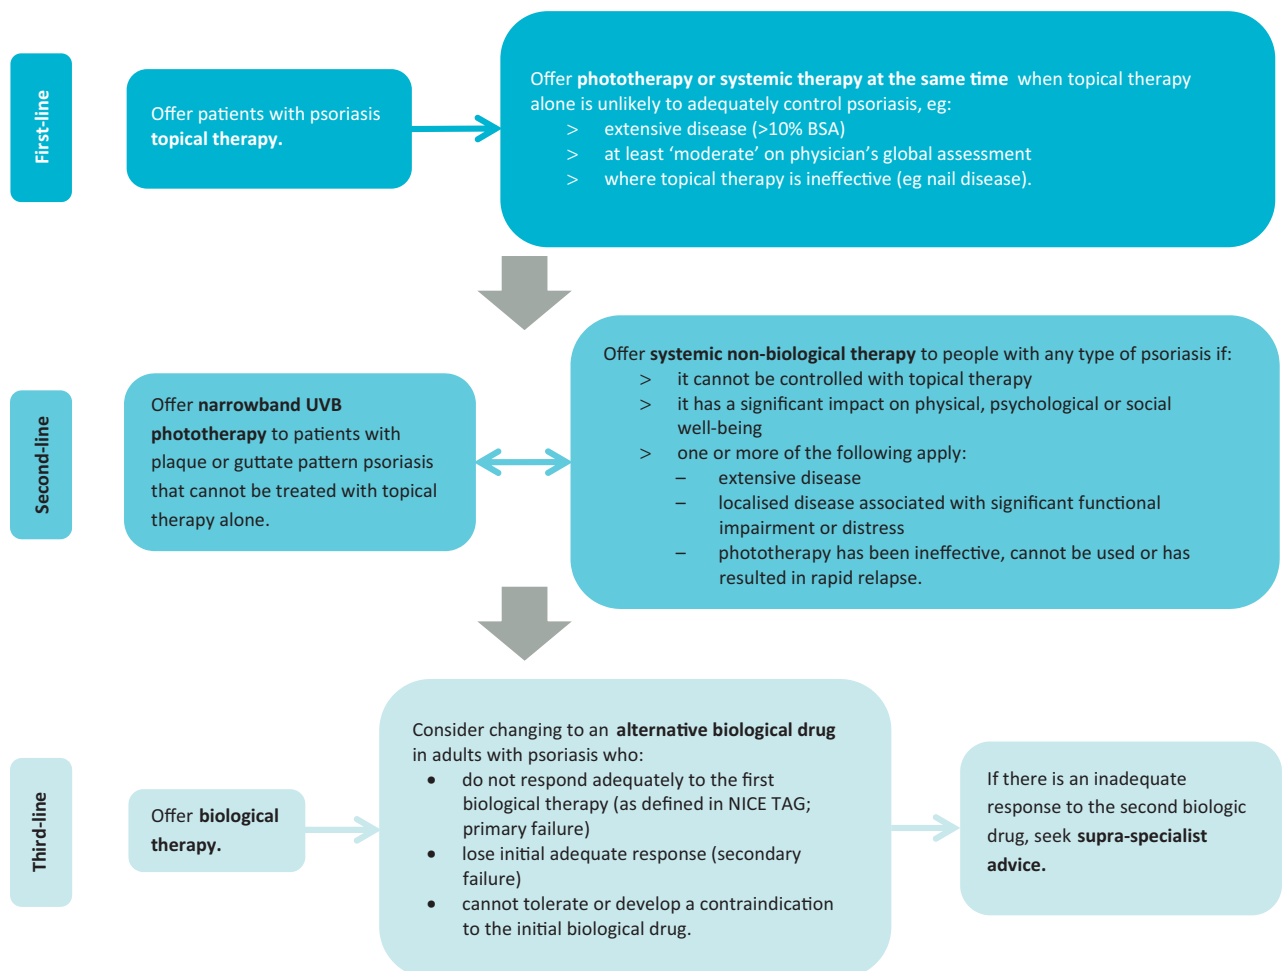 First-line
Offer patients with psoriasis
topical therapy.
Offer phototherapy or systemic therapy at the same time when topical therapy
alone is unlikely to adequately control psoriasis, eg:
> extensive disease (>10% BSA)
> at least ‘moderate’ on physician’s global assessment
> where topical therapy is ineffective (eg nail disease).
Second-line
Offer narrowband UVB
phototherapy to patients with
plaque or guttate pattern psoriasis
that cannot be treated with topical
therapy alone.
Offer systemic non-biological therapy to people with any type of psoriasis if:
> it cannot be controlled with topical therapy
> it has a significant impact on physical, psychological or social
well-being
> one or more of the following apply:
– extensive disease
– localised disease associated with significant functional
impairment or distress
– phototherapy has been ineffective, cannot be used or has
resulted in rapid relapse.
Third-line
Offer biological
therapy.
Consider changing to an alternative biological drug
in adults with psoriasis who:
• do not respond adequately to the first
biological therapy (as defined in NICE TAG;
primary failure)
• lose initial adequate response (secondary
failure)
• cannot tolerate or develop a contraindication
to the initial biological drug.
If there is an inadequate
response to the second biologic
drug, seek supra-specialist
advice.